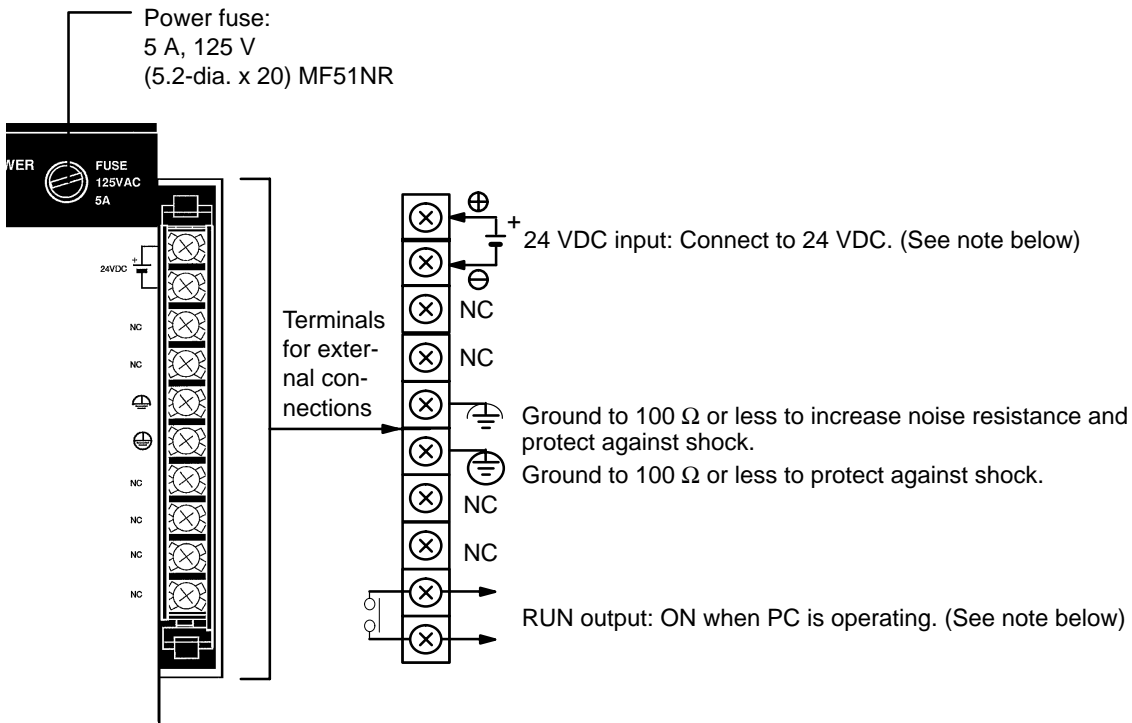 Power fuse:
5 A, 125 V
(5.2-dia. x 20) MF51NR
WER
FUSE
125VAC
5A
+
24VDC
NC
NC
NC
NC
NC
NC
Terminals
for exter-
nal con-
nections
⊕
+
24 VDC input: Connect to 24 VDC. (See note below)
⊖
NC
NC
Ground to 100 Ω or less to increase noise resistance and
protect against shock.
Ground to 100 Ω or less to protect against shock.
NC
NC
RUN output: ON when PC is operating. (See note below)